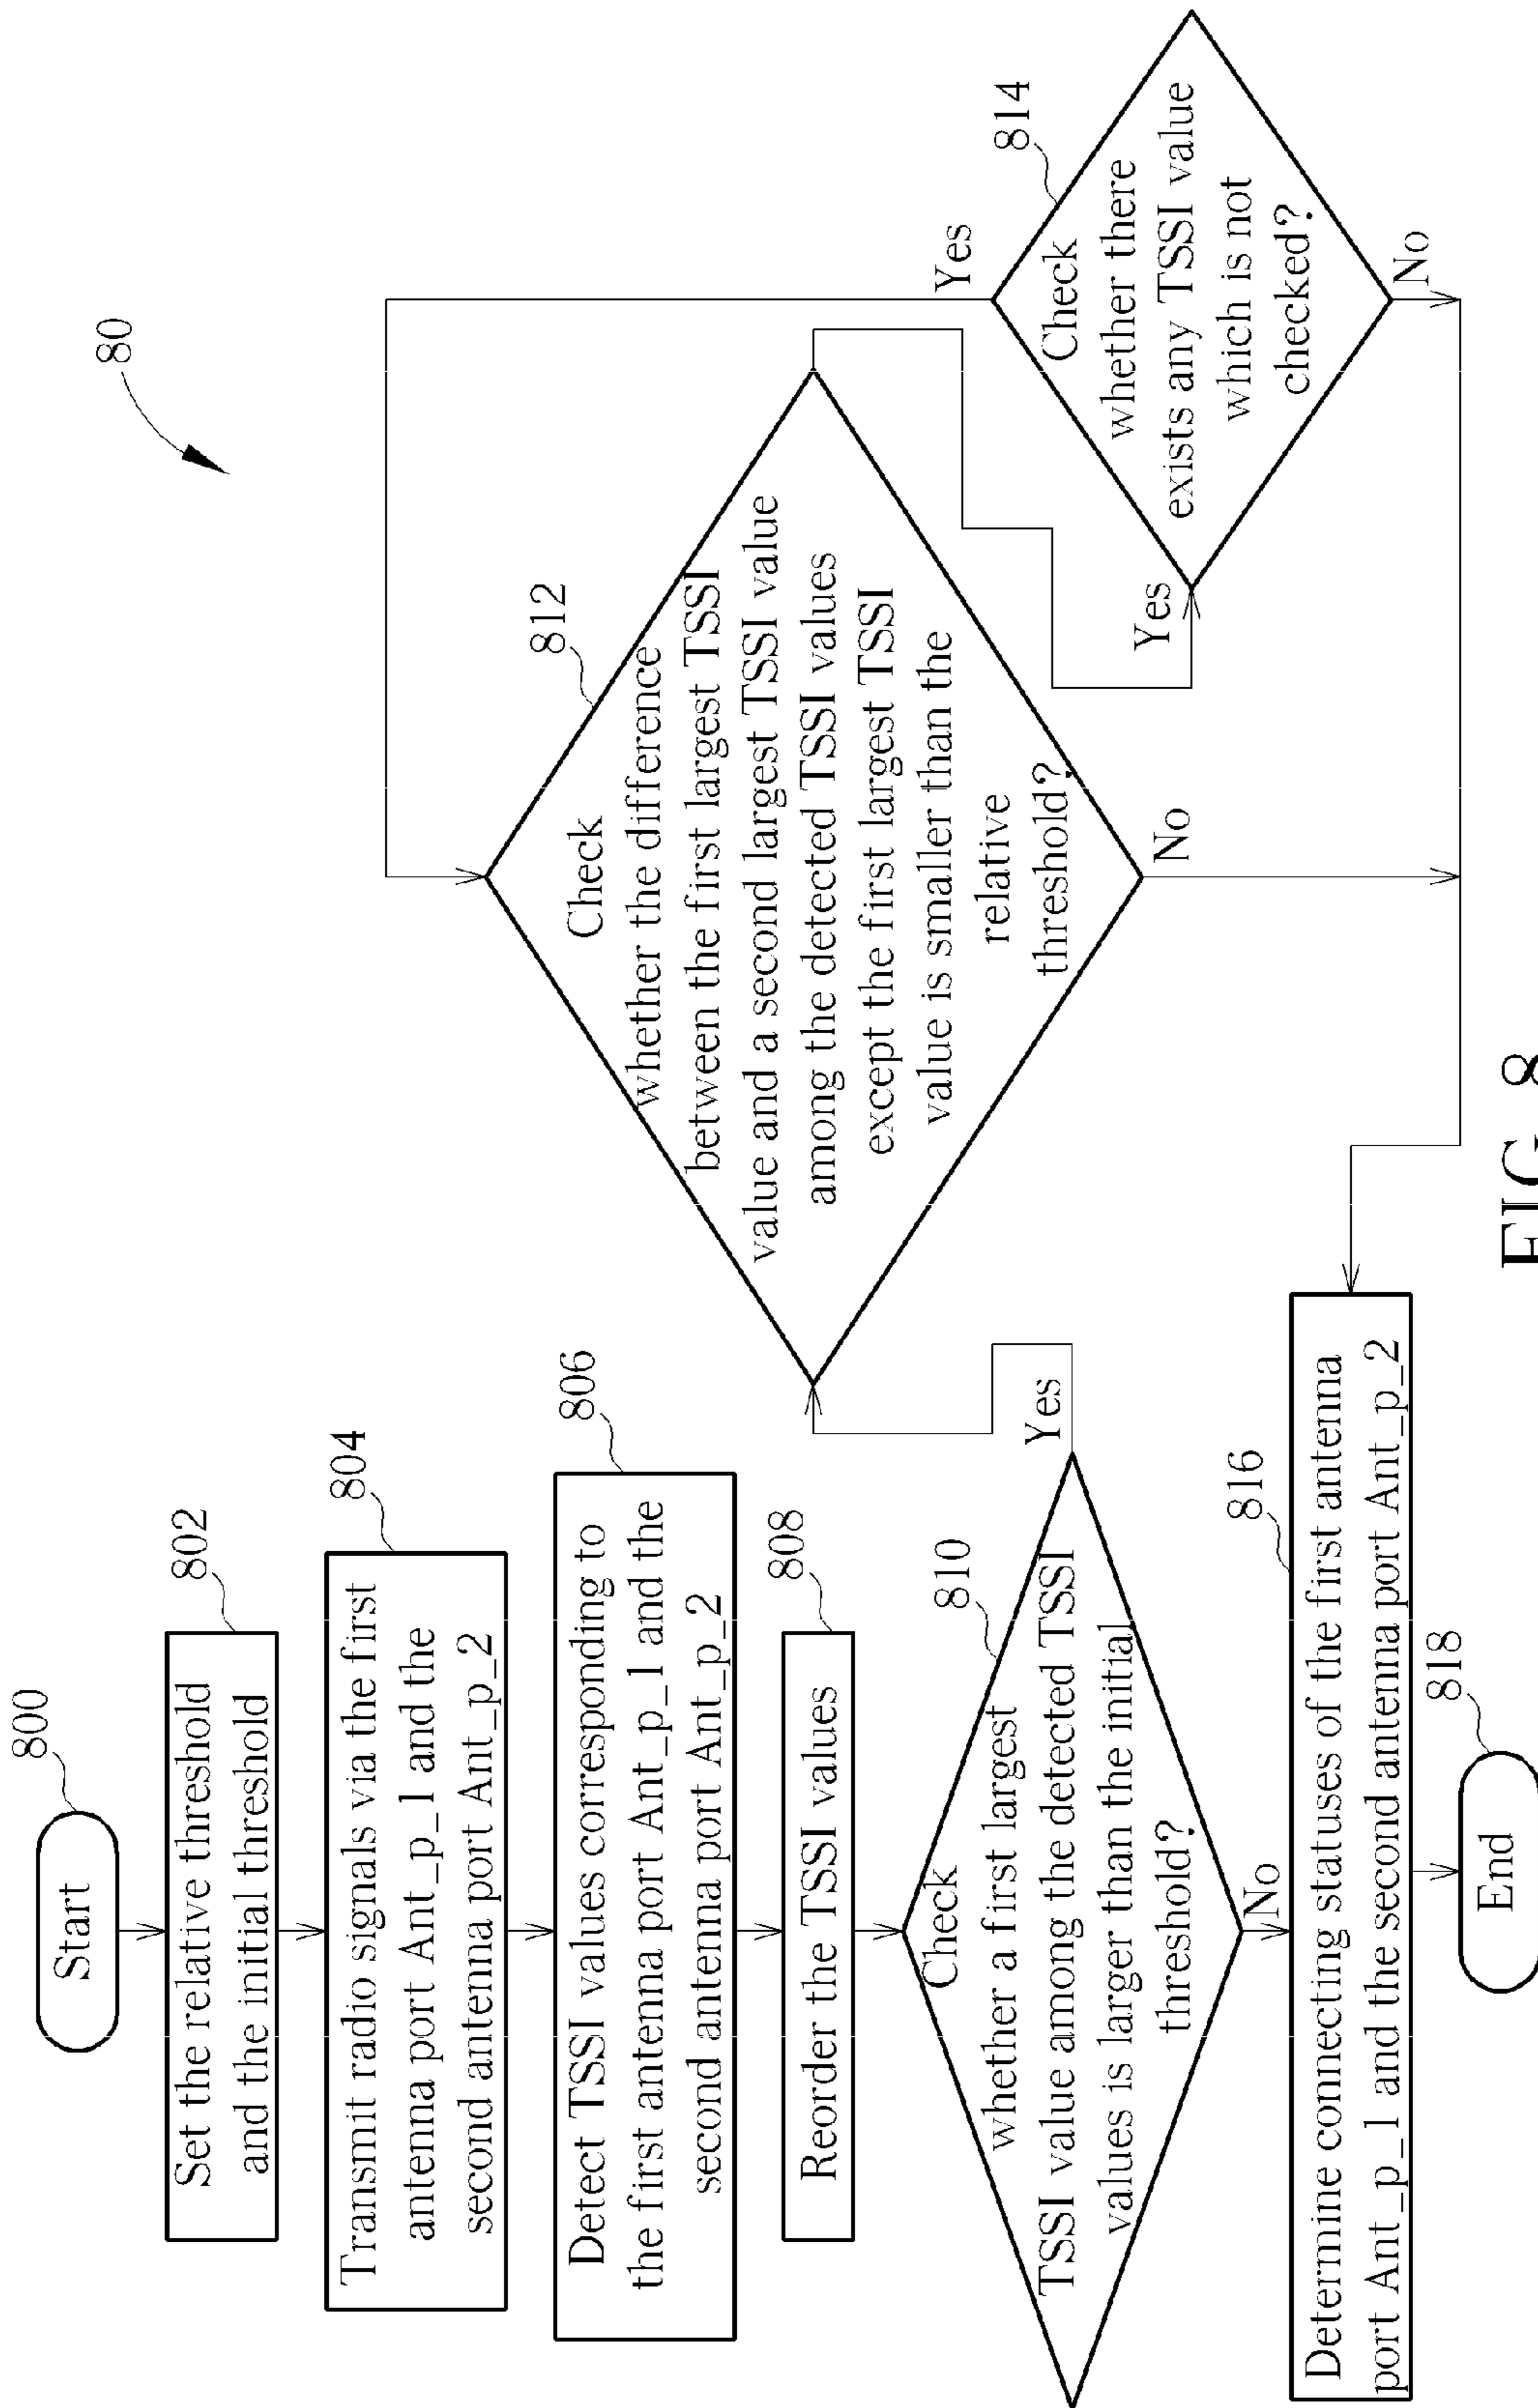 80
800
Start
802
Set the relative threshold
and the initial threshold
804
Transmit radio signals via the first
antenna port Ant_p_1 and the
second antenna port Ant_p_2
806
Detect TSSI values corresponding to
the first antenna port Ant_p_1 and the
second antenna port Ant_p_2
808
Reorder the TSSI values
810
Check
whether a first largest
TSSI value among the detected TSSI
values is larger than the initial
threshold?
Yes
No
812
Check
whether the difference
between the first largest TSSI
value and a second largest TSSI value
among the detected TSSI values
except the first largest TSSI
value is smaller than the
relative
threshold?
Yes
No
814
Check
whether there
exists any TSSI value
which is not
checked?
Yes
No
816
Determine connecting statuses of the first antenna
port Ant_p_1 and the second antenna port Ant_p_2
818
End
FIG. 8